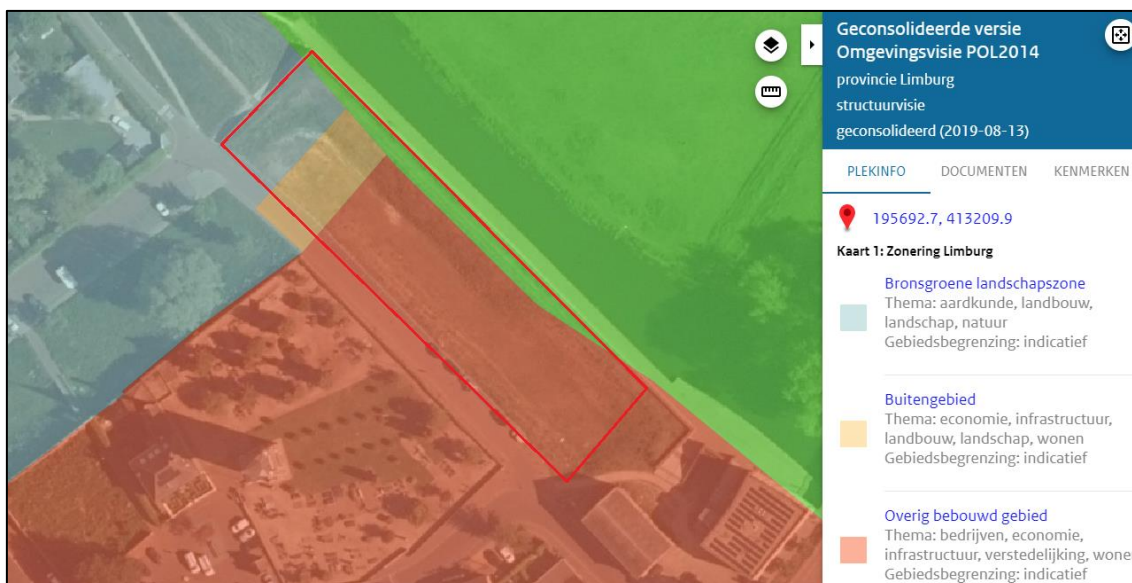 Geconsolideerde versie
Omgevingsvisie POL2014
provincie Limburg
structuurvisie
geconsolideerd (2019-08-13)
PLEKINFO DOCUMENTEN KENMERKEN
195692.7, 413209.9
Kaart 1: Zonering Limburg
Bronsgroene landschapszone
Thema: aardkunde, landbouw,
landschap, natuur
Gebiedsbegrenzing: indicatief
Buitengebied
Thema: economie, infrastructuur,
landbouw, landschap, wonen
Gebiedsbegrenzing: indicatief
Overig bebouwd gebied
Thema: bedrijven, economie,
infrastructuur, verstedelijking, wone
Gebiedsbegrenzing: indicatief